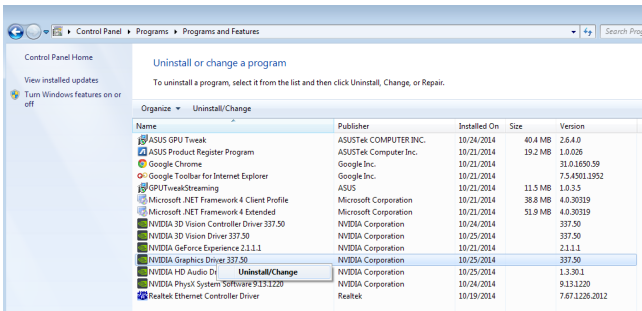 Control Panel ▸ Programs ▸ Programs and Features
Search Prog
Control Panel Home
View installed updates
Turn Windows features on or
off
Uninstall or change a program
To uninstall a program, select it from the list and then click Uninstall, Change, or Repair.
Organize Uninstall/Change
Name Publisher Installed On Size Version
ASUS GPU Tweak ASUSTek COMPUTER INC. 10/24/2014 40.4 MB 2.6.4.0
ASUS Product Register Program ASUSTek Computer Inc. 10/21/2014 19.2 MB 1.0.026
Google Chrome Google Inc. 10/21/2014 31.0.1650.59
Google Toolbar for Internet Explorer Google Inc. 10/21/2014 7.5.4501.1952
GPUTweakStreaming ASUS 10/21/2014 11.5 MB 1.0.3.5
Microsoft .NET Framework 4 Client Profile Microsoft Corporation 10/21/2014 38.8 MB 4.0.30319
Microsoft .NET Framework 4 Extended Microsoft Corporation 10/21/2014 51.9 MB 4.0.30319
NVIDIA 3D Vision Controller Driver 337.50 NVIDIA Corporation 10/24/2014 337.50
NVIDIA 3D Vision Driver 337.50 NVIDIA Corporation 10/25/2014 337.50
NVIDIA GeForce Experience 2.1.1.1 NVIDIA Corporation 10/21/2014 2.1.1.1
NVIDIA Graphics Driver 337.50 NVIDIA Corporation 10/25/2014 337.50
NVIDIA HD Audio Dr Uninstall/Change NVIDIA Corporation 10/25/2014 1.3.30.1
NVIDIA PhysX System Software 9.13.1220 NVIDIA Corporation 10/24/2014 9.13.1220
Realtek Ethernet Controller Driver Realtek 10/19/2014 7.67.1226.2012